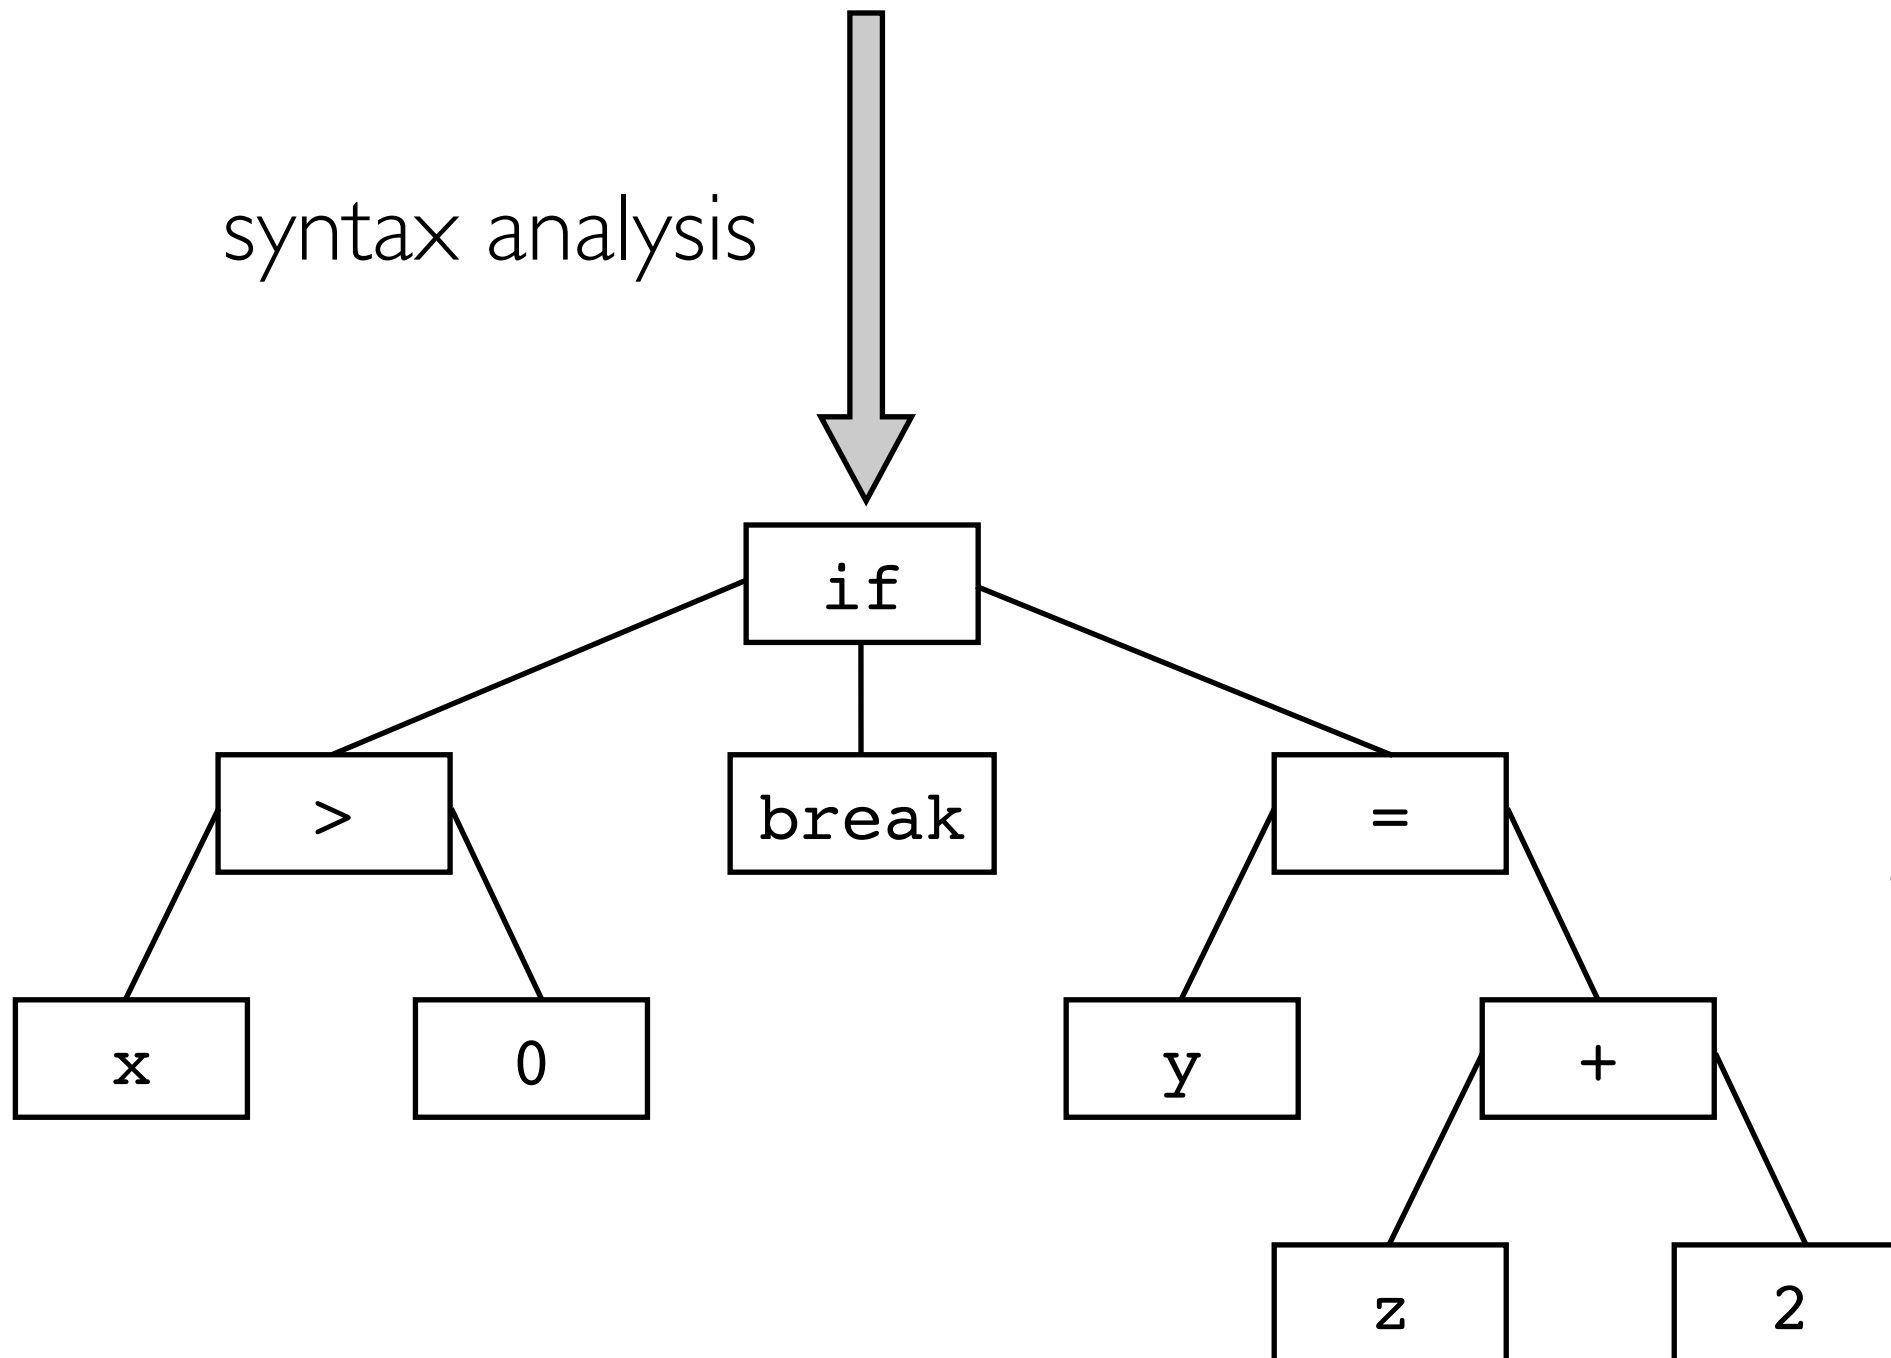 syntax analysis
if
> break =
x 0 y +
z 2